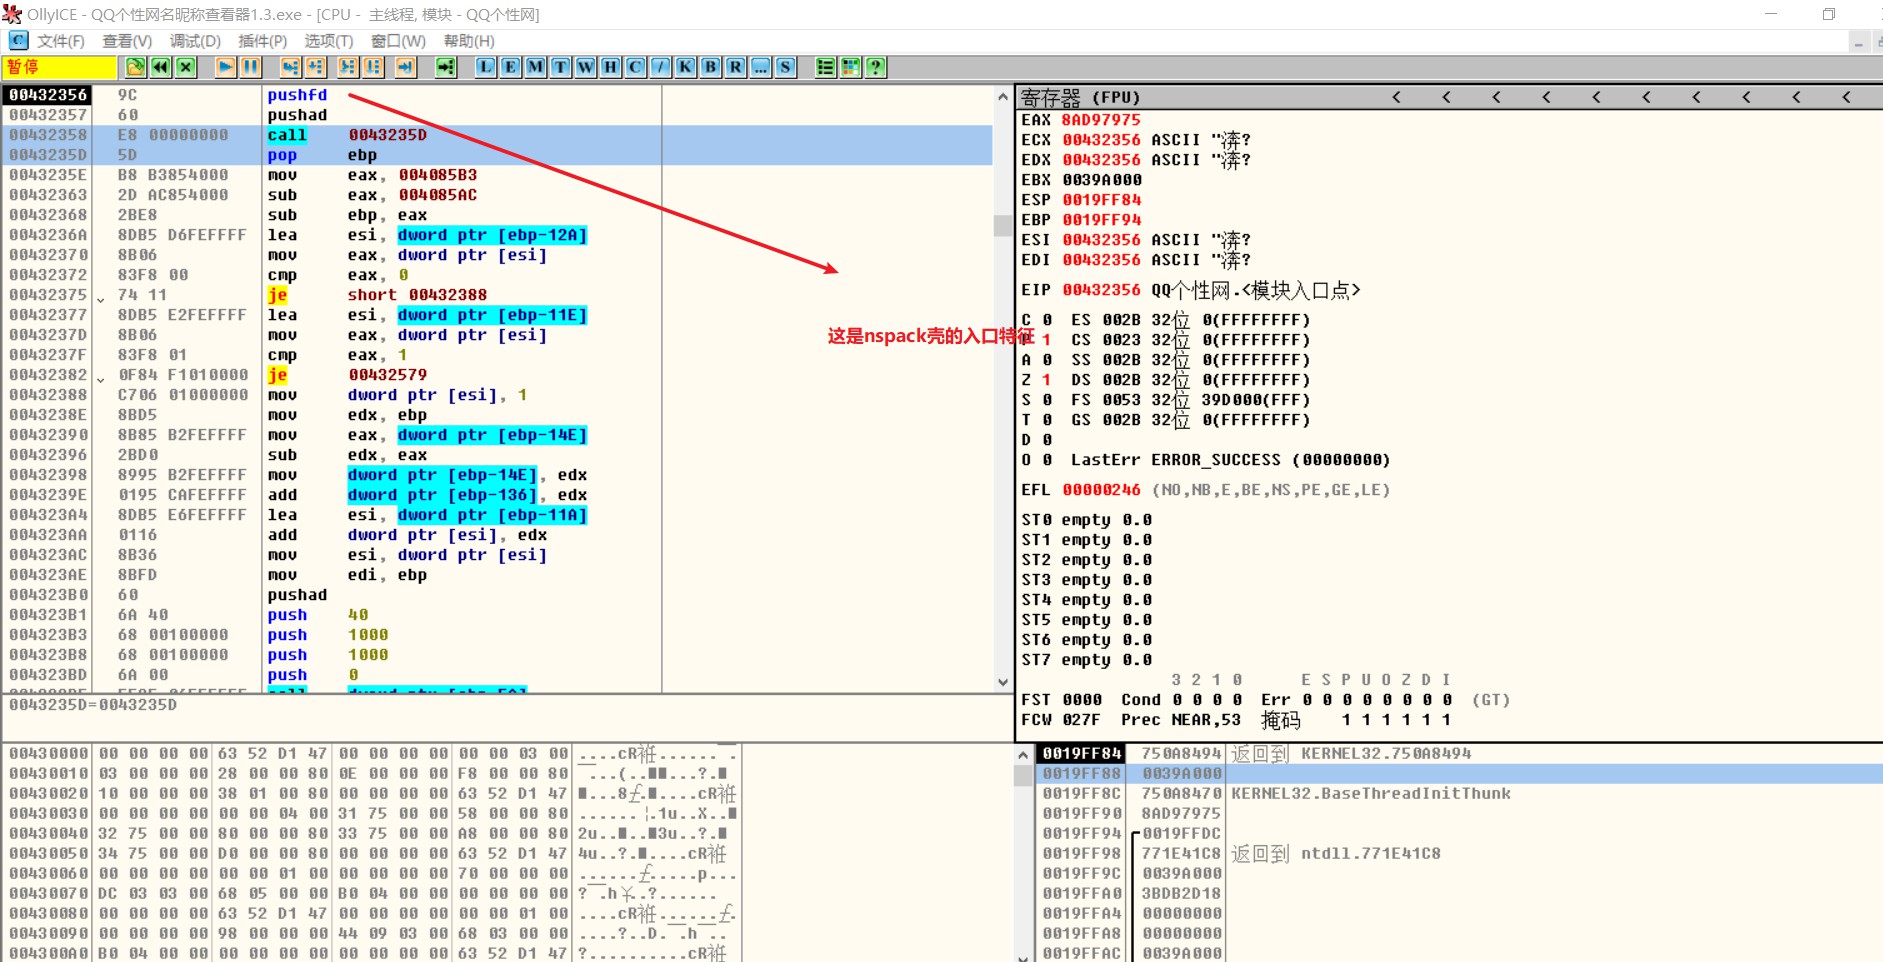 OllyICE - QQ个性网名昵称查看器1.3.exe - [CPU - 主线程, 模块 - QQ个性网]
文件(F) 查看(V) 调试(D) 插件(P) 选项(T) 窗口(W) 帮助(H)
暂停 L E M T W H C / K B R ... S ?
00432356 9C pushfd
00432357 60 pushad
00432358 E8 00000000 call 0043235D
0043235D 5D pop ebp
0043235E B8 B3854000 mov eax, 004085B3
00432363 2D AC854000 sub eax, 004085AC
00432368 2BE8 sub ebp, eax
0043236A 8DB5 D6FEFFFF lea esi, dword ptr [ebp-12A]
00432370 8B06 mov eax, dword ptr [esi]
00432372 83F8 00 cmp eax, 0
00432375 74 11 je short 00432388
00432377 8DB5 E2FEFFFF lea esi, dword ptr [ebp-11E]
0043237D 8B06 mov eax, dword ptr [esi]
0043237F 83F8 01 cmp eax, 1
00432382 0F84 F1010000 je 00432579
00432388 C706 01000000 mov dword ptr [esi], 1
0043238E 8BD5 mov edx, ebp
00432390 8B85 B2FEFFFF mov eax, dword ptr [ebp-14E]
00432396 2BD0 sub edx, eax
00432398 8995 B2FEFFFF mov dword ptr [ebp-14E], edx
0043239E 0195 CAFEFFFF add dword ptr [ebp-136], edx
004323A4 8DB5 E6FEFFFF lea esi, dword ptr [ebp-11A]
004323AA 0116 add dword ptr [esi], edx
004323AC 8B36 mov esi, dword ptr [esi]
004323AE 8BFD mov edi, ebp
004323B0 60 pushad
004323B1 6A 40 push 40
004323B3 68 00100000 push 1000
004323B8 68 00100000 push 1000
004323BD 6A 00 push 0
这是nspack壳的入口特征
0043235D=0043235D
寄存器 (FPU) < < < < < < < < < <
EAX 8AD97975
ECX 00432356 ASCII "渀?
EDX 00432356 ASCII "渀?
EBX 0039A000
ESP 0019FF84
EBP 0019FF94
ESI 00432356 ASCII "渀?
EDI 00432356 ASCII "渀?
EIP 00432356 QQ个性网.<模块入口点>
C 0 ES 002B 32位 0(FFFFFFFF)
1 CS 0023 32位 0(FFFFFFFF)
A 0 SS 002B 32位 0(FFFFFFFF)
Z 1 DS 002B 32位 0(FFFFFFFF)
S 0 FS 0053 32位 39D000(FFF)
T 0 GS 002B 32位 0(FFFFFFFF)
D 0
O 0 LastErr ERROR_SUCCESS (00000000)
EFL 00000246 (NO,NB,E,BE,NS,PE,GE,LE)
ST0 empty 0.0
ST1 empty 0.0
ST2 empty 0.0
ST3 empty 0.0
ST4 empty 0.0
ST5 empty 0.0
ST6 empty 0.0
ST7 empty 0.0
3 2 1 0 E S P U O Z D I
FST 0000 Cond 0 0 0 0 Err 0 0 0 0 0 0 0 0 (GT)
FCW 027F Prec NEAR,53 掩码 1 1 1 1 1 1
00430000 00 00 00 00 63 52 D1 47 00 00 00 00 00 00 03 00
00430010 03 00 00 00 28 00 00 80 0E 00 00 00 F8 00 00 80
00430020 10 00 00 00 38 01 00 80 00 00 00 00 63 52 D1 47
00430030 00 00 00 00 00 00 04 00 31 75 00 00 58 00 00 80
00430040 32 75 00 00 80 00 00 80 33 75 00 00 A8 00 00 80
00430050 34 75 00 00 D0 00 00 80 00 00 00 00 63 52 D1 47
00430060 00 00 00 00 00 00 01 00 00 00 00 00 70 00 00 00
00430070 DC 03 03 00 68 05 00 00 B0 04 00 00 00 00 00 00
00430080 00 00 00 00 63 52 D1 47 00 00 00 00 00 00 01 00
00430090 00 00 00 00 98 00 00 00 44 09 03 00 68 03 00 00
004300A0 B0 04 00 00 00 00 00 00 00 00 00 00 63 52 D1 47
0019FF84 750A8494 返回到 KERNEL32.750A8494
0019FF88 0039A000
0019FF8C 750A8470 KERNEL32.BaseThreadInitThunk
0019FF90 8AD97975
0019FF94 0019FFDC
0019FF98 771E41C8 返回到 ntdll.771E41C8
0019FF9C 0039A000
0019FFA0 3BDB2D18
0019FFA4 00000000
0019FFA8 00000000
0019FFAC 0039A000